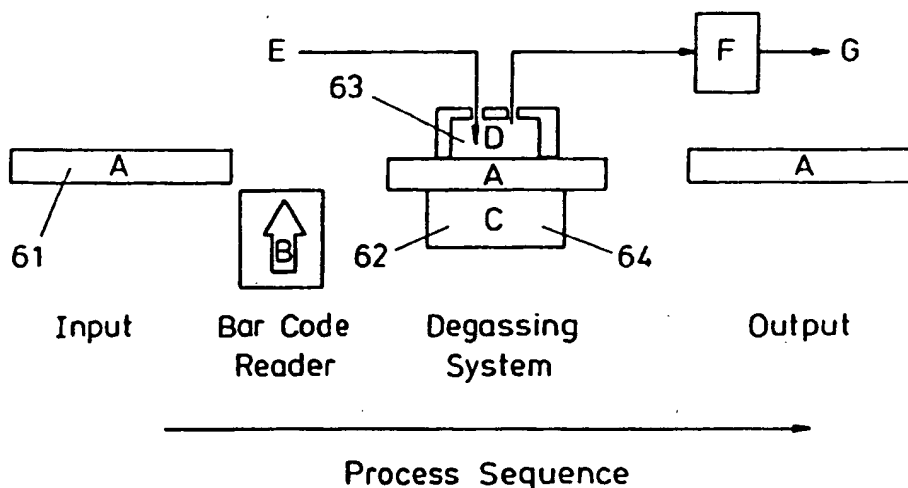 E F G
63
D
A A A
61 B 62 C 64
Input Bar Code Degassing Output
Reader System
Process Sequence